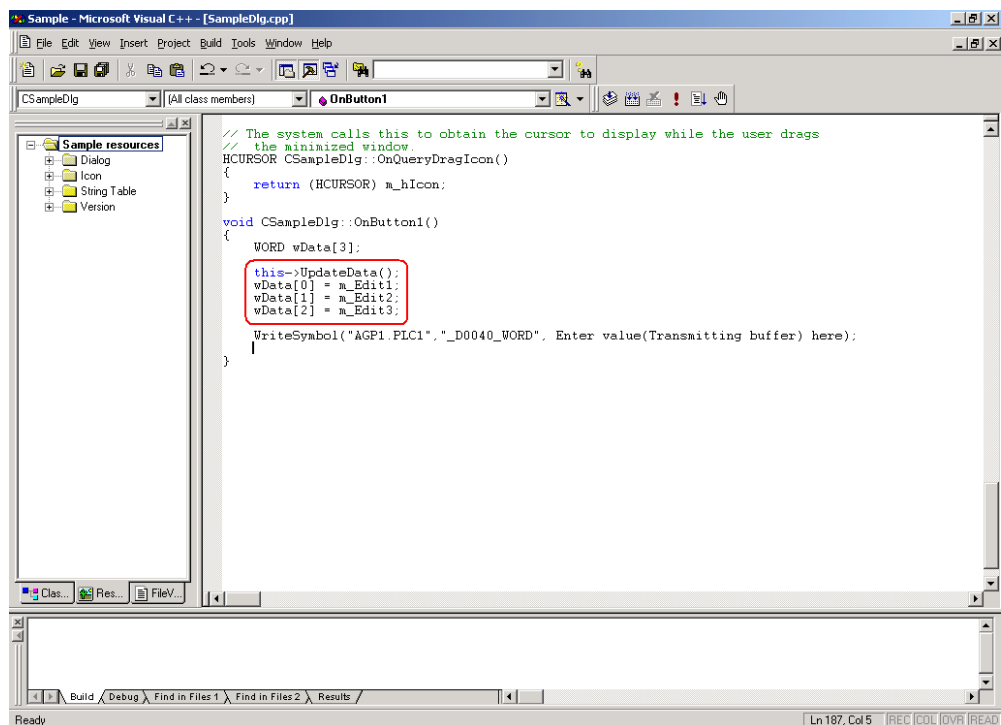 Sample - Microsoft Visual C++ - [SampleDlg.cpp]
File Edit View Insert Project Build Tools Window Help
CSampleDlg (All class members) OnButton1
Sample resources
Dialog
Icon
String Table
Version
// The system calls this to obtain the cursor to display while the user drags
//  the minimized window.
HCURSOR CSampleDlg::OnQueryDragIcon()
{
return (HCURSOR) m_hIcon;
}
void CSampleDlg::OnButton1()
{
WORD wData[3];
this->UpdateData();
wData[0] = m_Edit1;
wData[1] = m_Edit2;
wData[2] = m_Edit3;
WriteSymbol("AGP1.PLC1","_D0040_WORD", Enter value(Transmitting buffer) here);
}
Clas... Res... FileV...
Build Debug Find in Files 1 Find in Files 2 Results
Ready Ln 187, Col 5 REC COL OVR READ